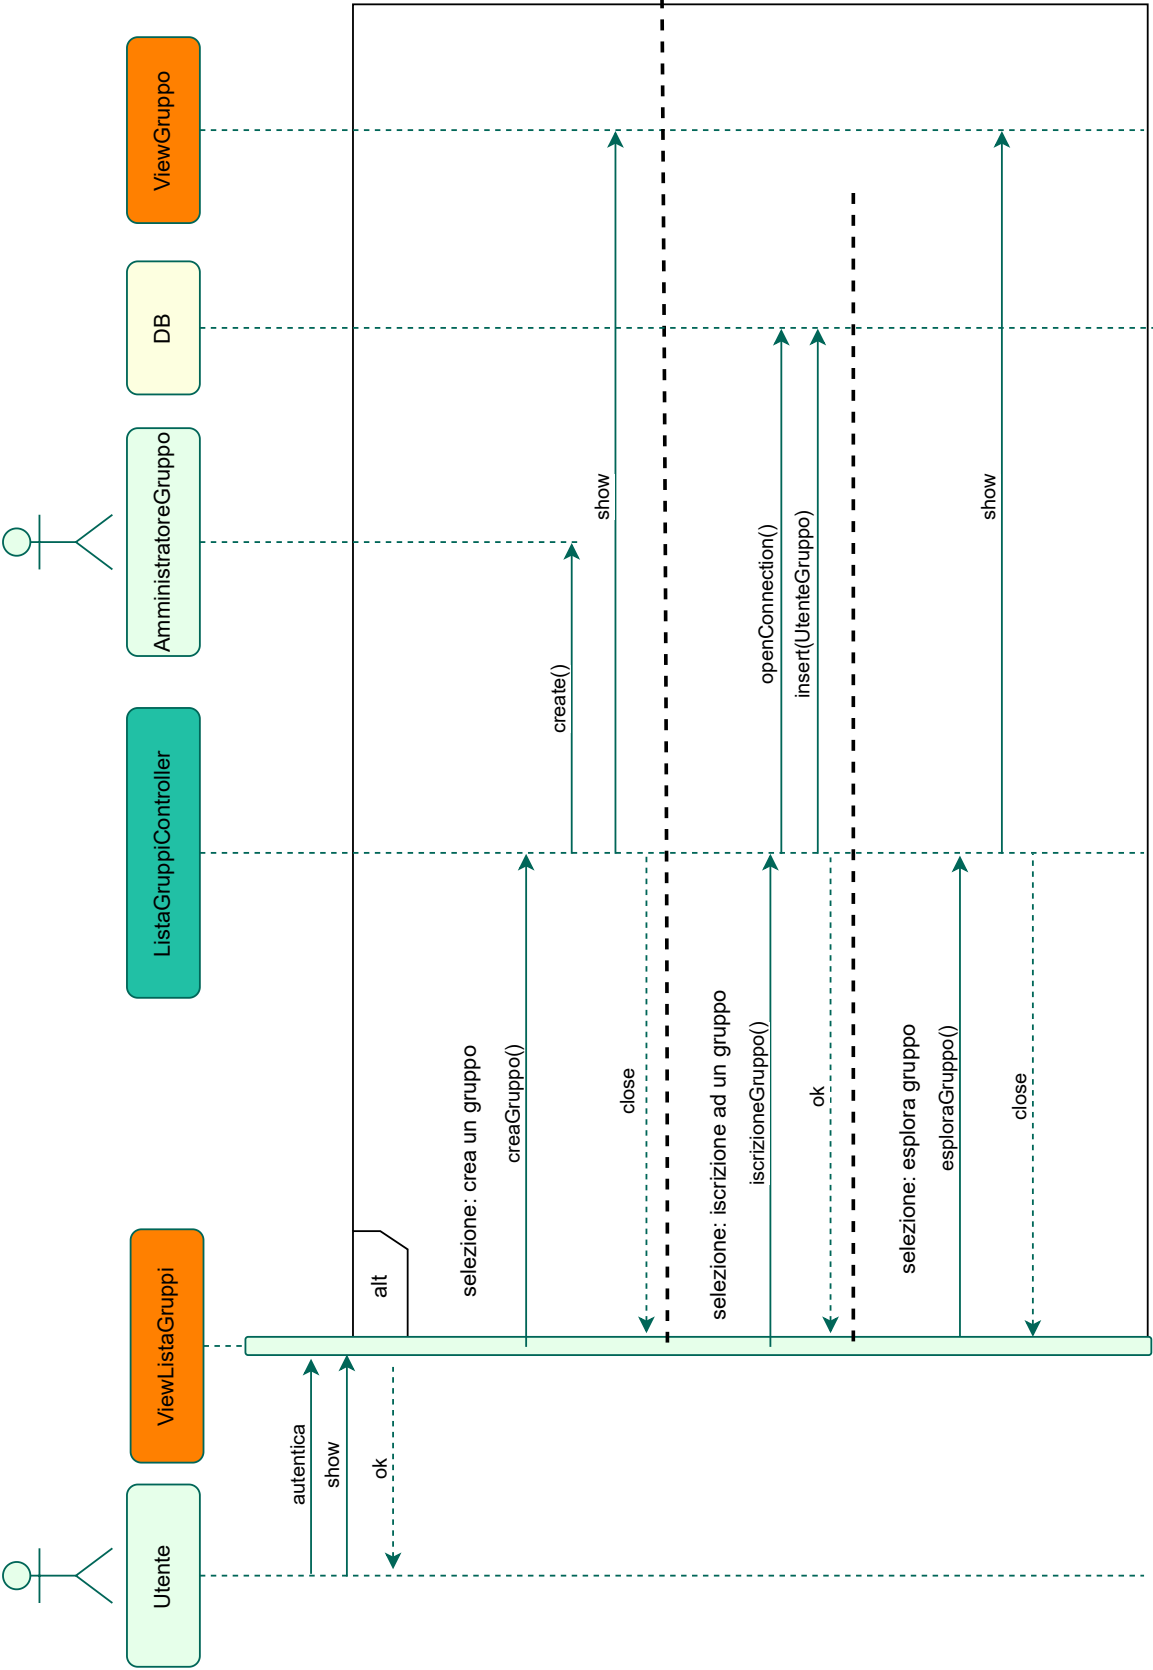 Utente
ViewListaGruppi
ListaGruppiController
AmministratoreGruppo
DB
ViewGruppo
autentica
show
alt
ok
selezione: crea un gruppo
creaGruppo()
create()
show
close
selezione: iscrizione ad un gruppo
iscrizioneGruppo()
openConnection()
insert(UtenteGruppo)
ok
selezione: esplora gruppo
esploraGruppo()
show
close